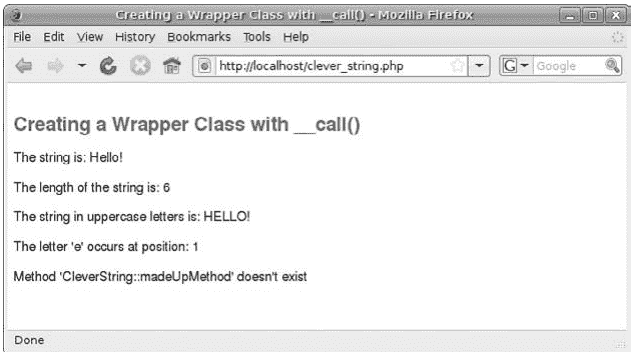 Creating a Wrapper Class with __call() - Mozilla Firefox
File Edit View History Bookmarks Tools Help
http://localhost/clever_string.php G Google
Creating a Wrapper Class with __call()
The string is: Hello!
The length of the string is: 6
The string in uppercase letters is: HELLO!
The letter 'e' occurs at position: 1
Method 'CleverString::madeUpMethod' doesn't exist
Done